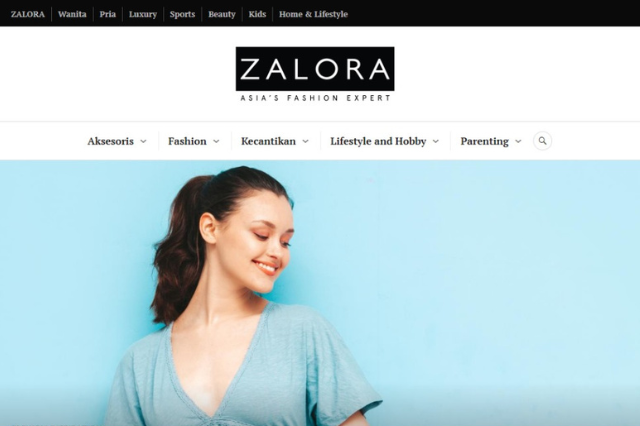 ZALORA Wanita Pria Luxury Sports Beauty Kids Home & Lifestyle
ZALORA
ASIA'S FASHION EXPERT
Aksesoris Fashion Kecantikan Lifestyle and Hobby Parenting